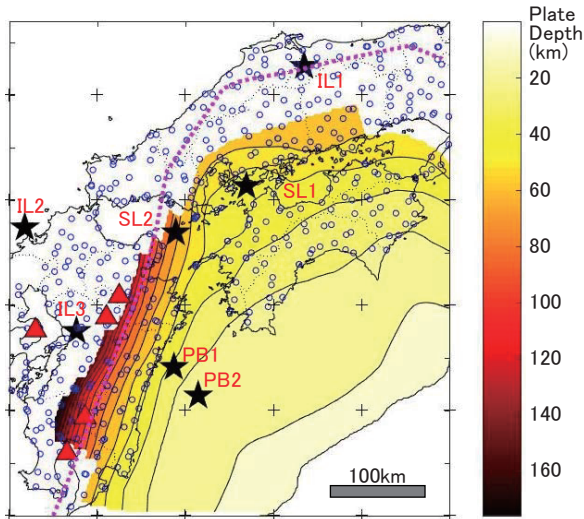 Plate
Depth
(km)
IL1
20
40
SL1
IL2
SL2
60
80
IL3
100
PB1
120
PB2
140
100km
160